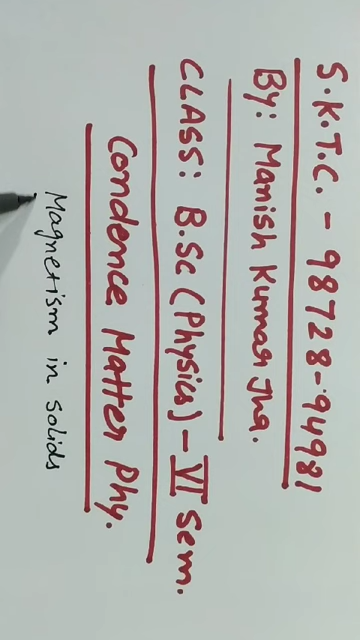 S.K.T.C. - 98728-94981
By: Manish Kumar Jha.
CLASS: B.Sc (Physics) - VI Sem.
Condence Matter Phy.
Magnetism in solids